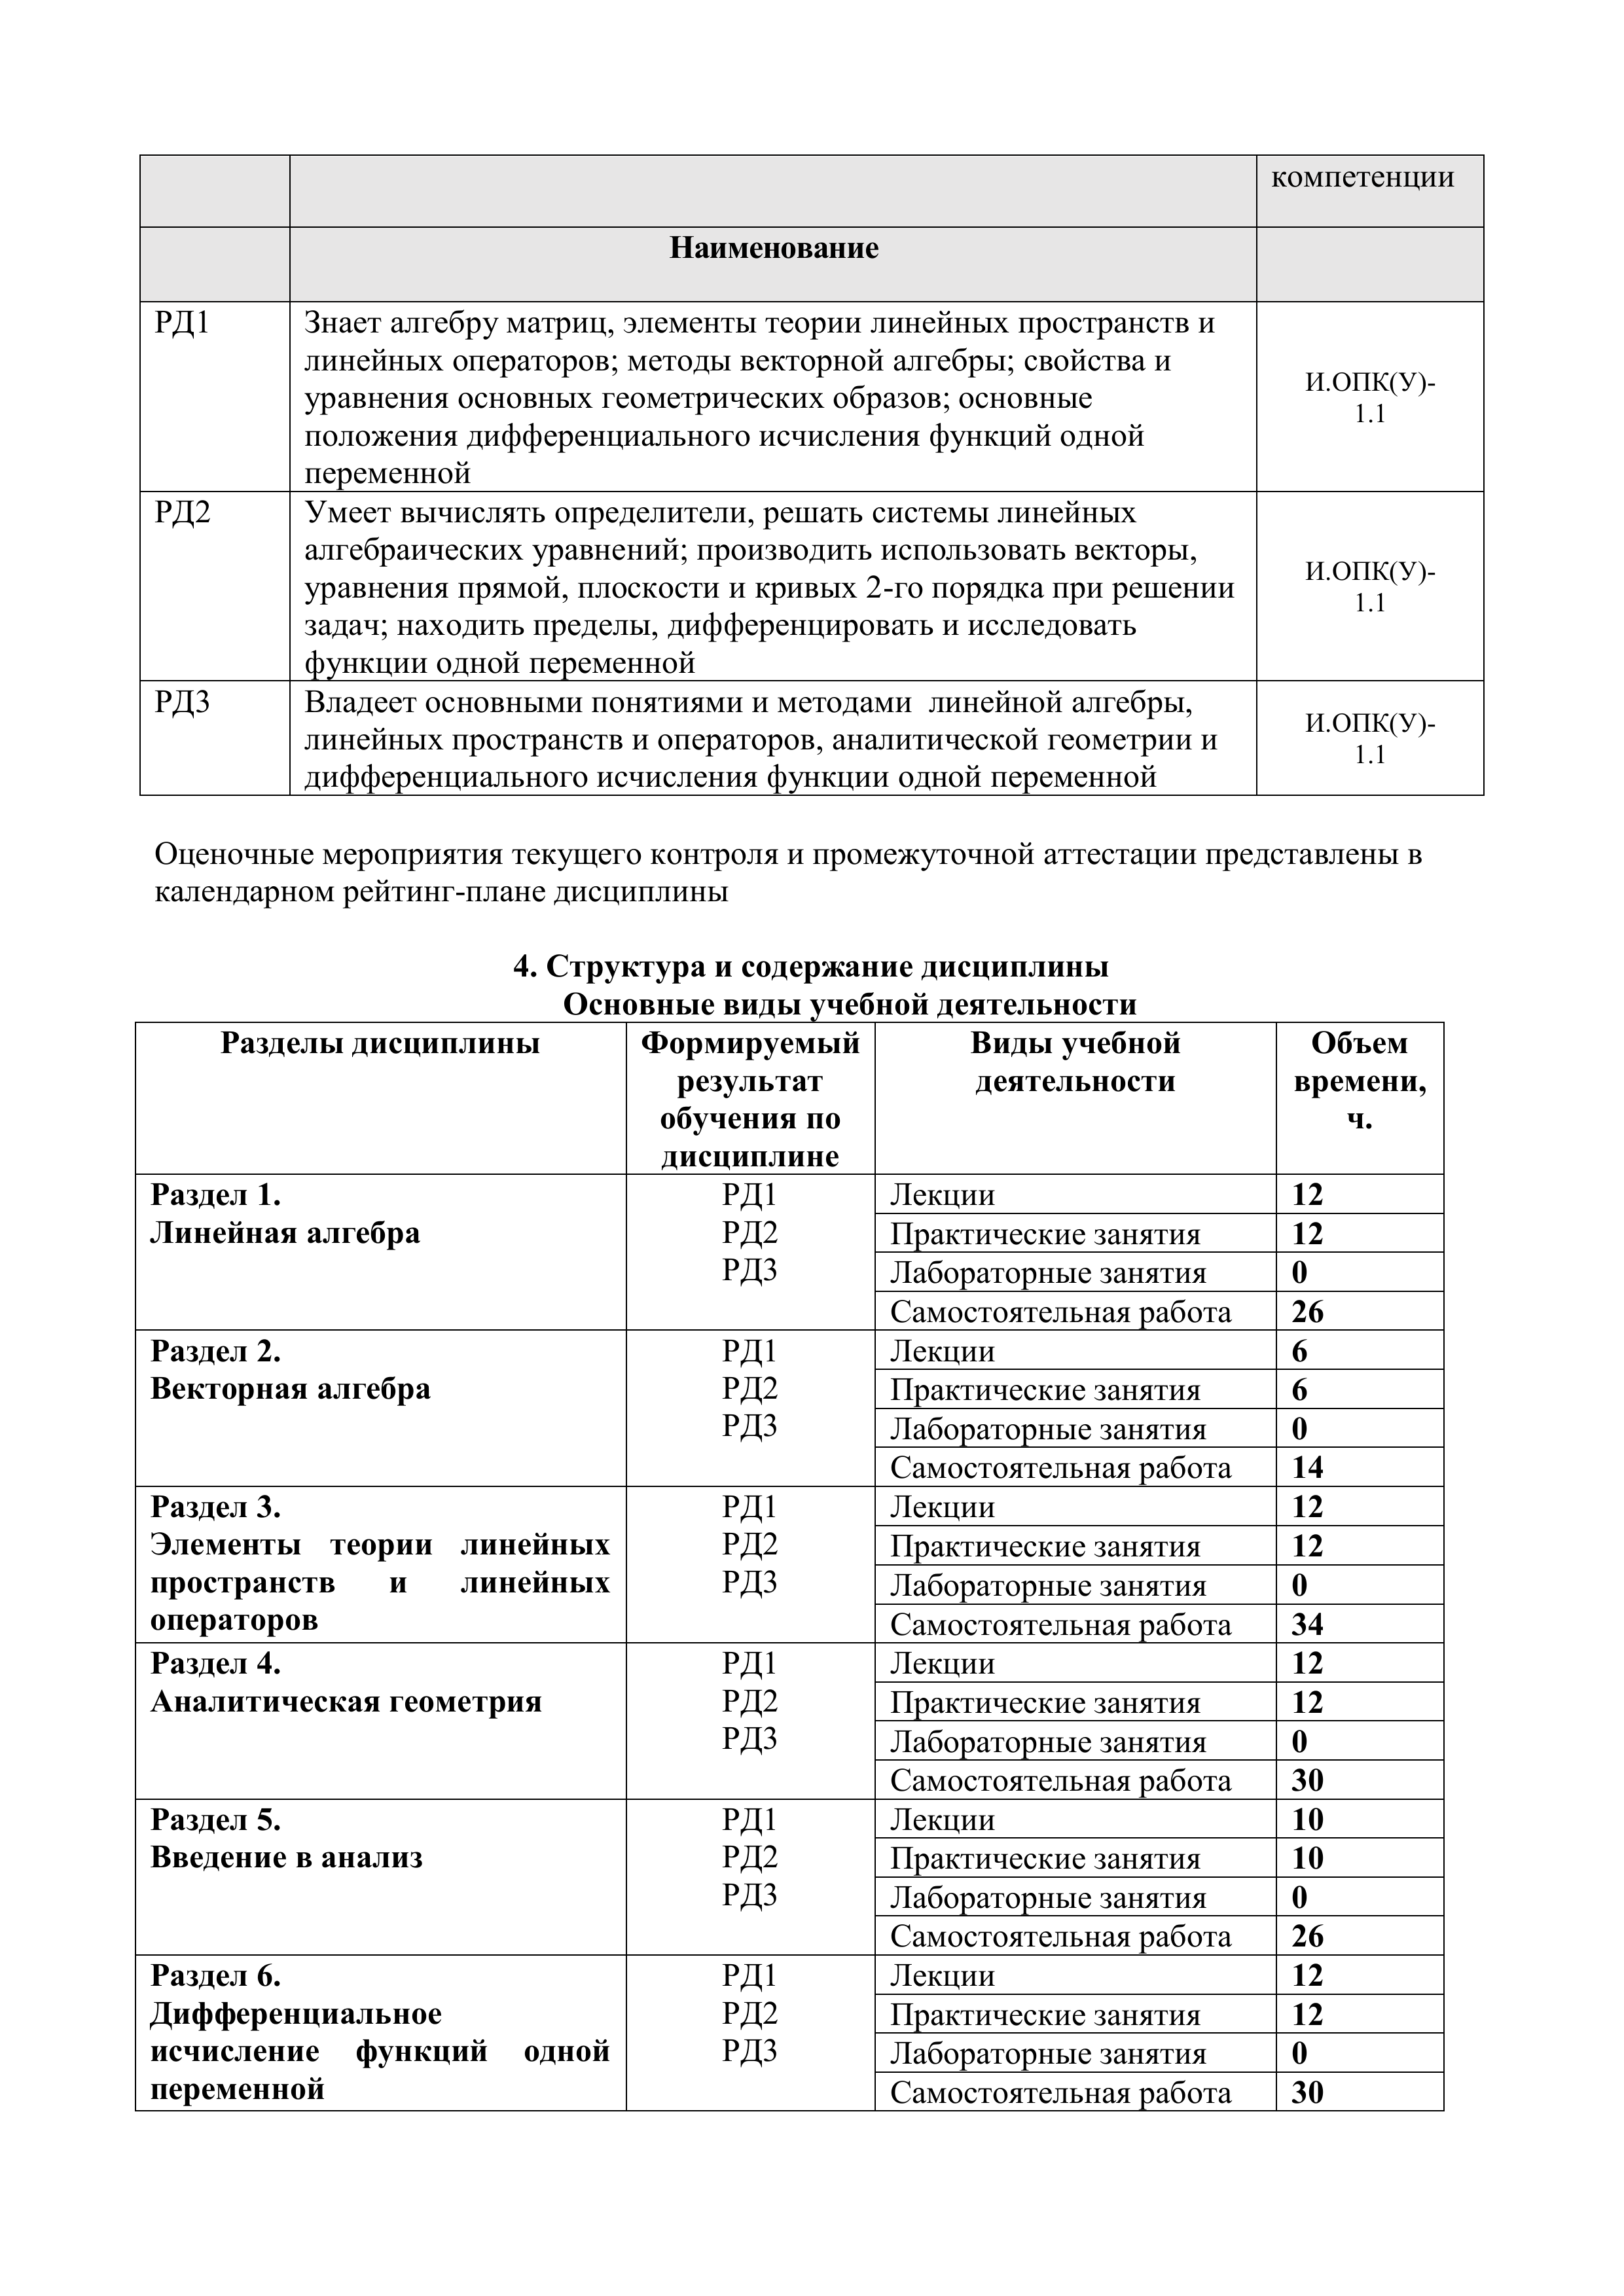 компетенции
Наименование
РД1
Знает алгебру матриц, элементы теории линейных пространств и
линейных операторов; методы векторной алгебры; свойства и
уравнения основных геометрических образов; основные
положения дифференциального исчисления функций одной
переменной
И.ОПК(У)-
1.1
РД2
Умеет вычислять определители, решать системы линейных
алгебраических уравнений; производить использовать векторы,
уравнения прямой, плоскости и кривых 2-го порядка при решении
задач; находить пределы, дифференцировать и исследовать
функции одной переменной
И.ОПК(У)-
1.1
РД3
Владеет основными понятиями и методами линейной алгебры,
линейных пространств и операторов, аналитической геометрии и
дифференциального исчисления функции одной переменной
И.ОПК(У)-
1.1
Оценочные мероприятия текущего контроля и промежуточной аттестации представлены в
календарном рейтинг-плане дисциплины
4. Структура и содержание дисциплины
Основные виды учебной деятельности
Разделы дисциплины
Формируемый
результат
обучения по
дисциплине
Виды учебной
деятельности
Объем
времени,
ч.
Раздел 1.
Линейная алгебра
РД1
РД2
РД3
Лекции
12
Практические занятия
12
Лабораторные занятия
0
Самостоятельная работа
26
Раздел 2.
Векторная алгебра
РД1
РД2
РД3
Лекции
6
Практические занятия
6
Лабораторные занятия
0
Самостоятельная работа
14
Раздел 3.
Элементы теории линейных
пространств и линейных
операторов
РД1
РД2
РД3
Лекции
12
Практические занятия
12
Лабораторные занятия
0
Самостоятельная работа
34
Раздел 4.
Аналитическая геометрия
РД1
РД2
РД3
Лекции
12
Практические занятия
12
Лабораторные занятия
0
Самостоятельная работа
30
Раздел 5.
Введение в анализ
РД1
РД2
РД3
Лекции
10
Практические занятия
10
Лабораторные занятия
0
Самостоятельная работа
26
Раздел 6.
Дифференциальное
исчисление функций одной
переменной
РД1
РД2
РД3
Лекции
12
Практические занятия
12
Лабораторные занятия
0
Самостоятельная работа
30